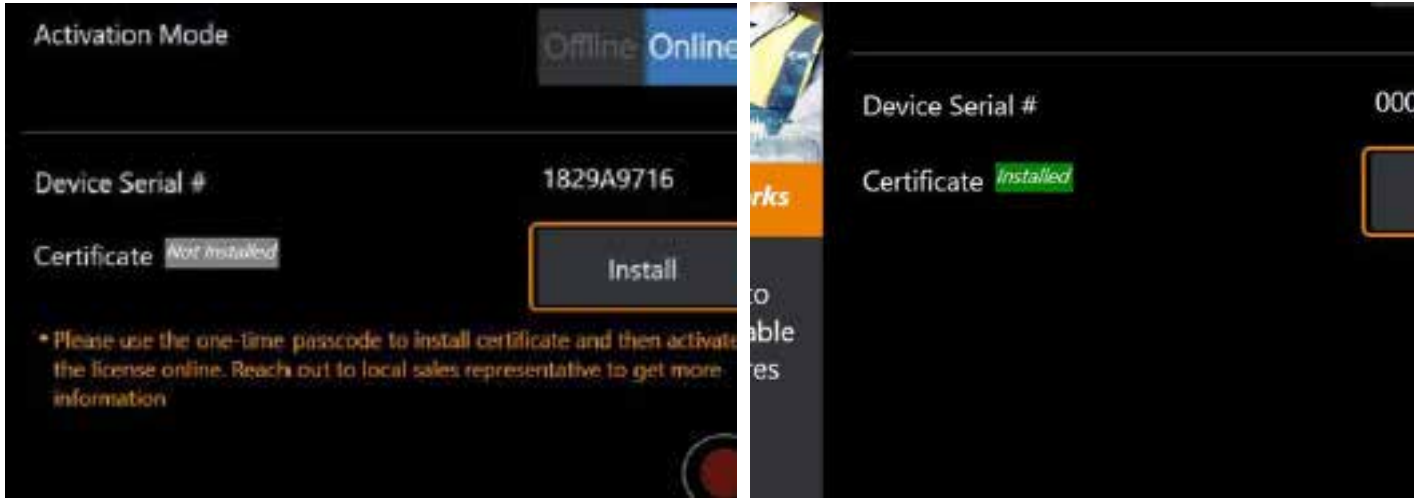 Activation Mode
Offline Online
Device Serial # 1829A9716
Certificate Not Installed
Install
* Please use the one-time passcode to install certificate and then activate
the license online. Reach out to local sales representative to get more
information
Device Serial # 000
Certificate Installed
rks
to
able
res